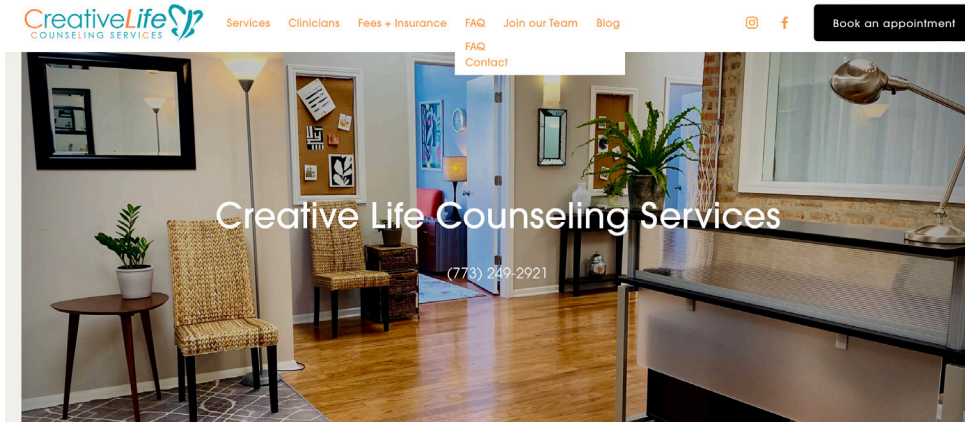 CreativeLife
COUNSELING SERVICES
Services Clinicians Fees + Insurance FAQ Join our Team Blog
Book an appointment
FAQ
Contact
Creative Life Counseling Services
(773) 249-2921